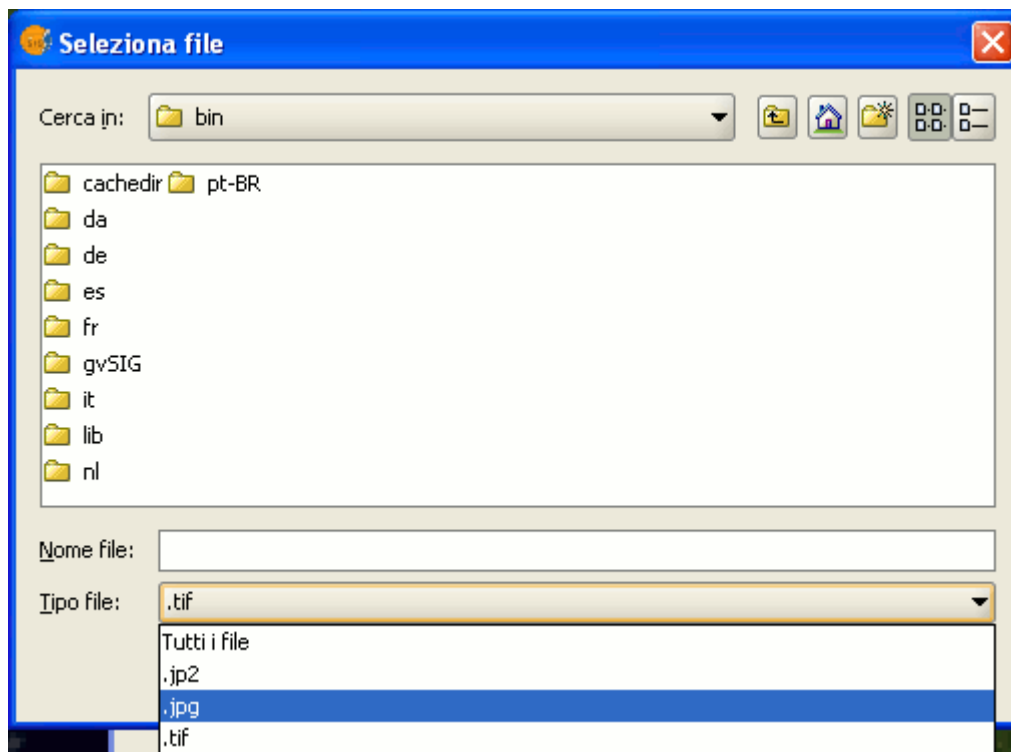 Seleziona file
Cerca in: bin
cachedir pt-BR
da
de
es
fr
gvSIG
it
lib
nl
Nome file:
Tipo file: .tif
Tutti i file
.jp2
.jpg
.tif